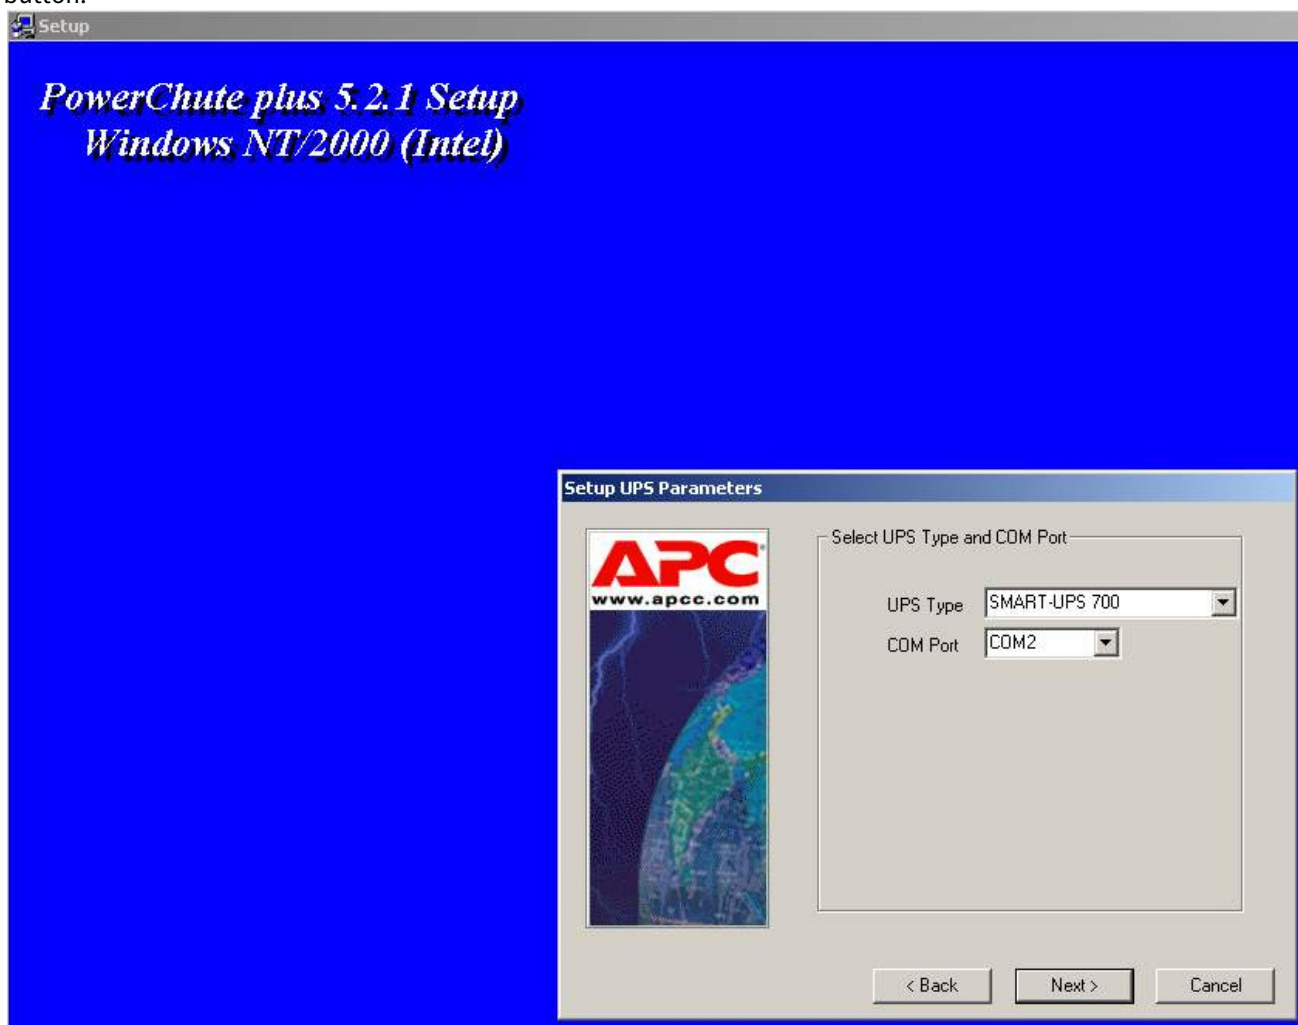 button.
Setup
PowerChute plus 5.2.1 Setup
Windows NT/2000 (Intel)
Setup UPS Parameters
APC
www.apcc.com
Select UPS Type and COM Port
UPS Type SMART-UPS 700
COM Port COM2
< Back Next > Cancel